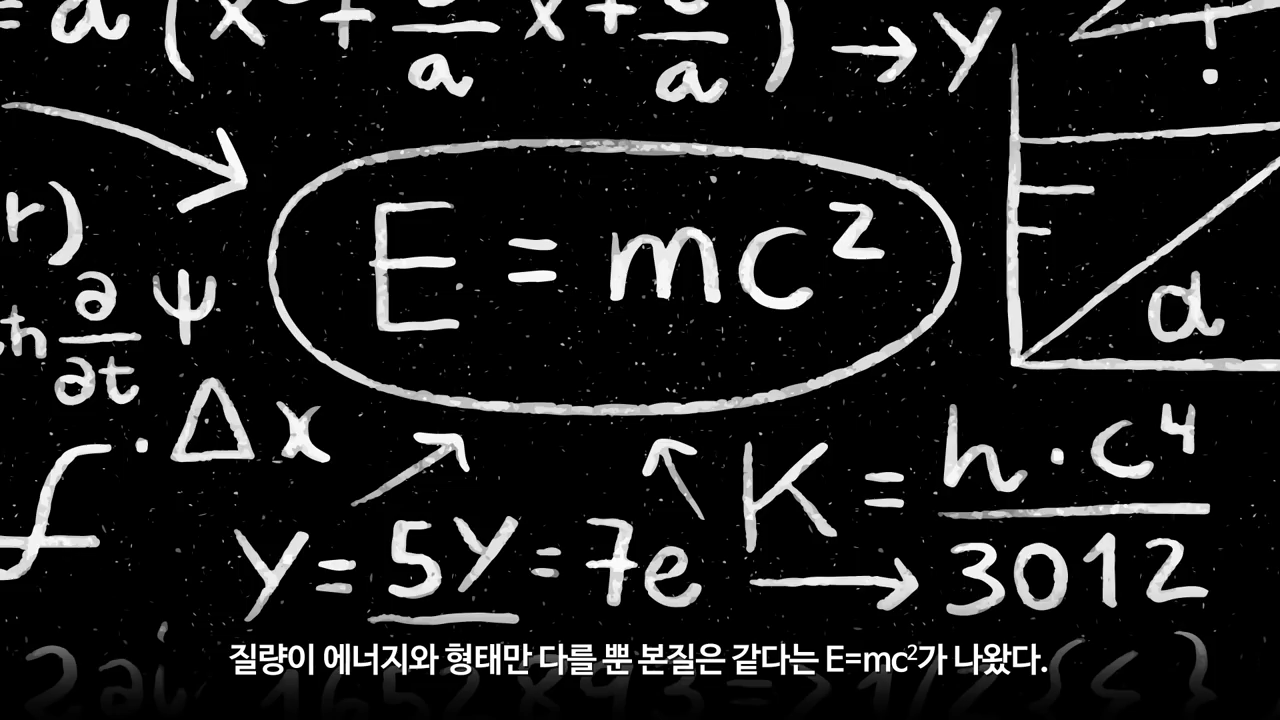 = a (x² + c/a x + e/a) → y
r)
E = mc²
ħ ∂/∂t ψ
d
· Δ x
K = h · c⁴
y = 5y = 7e → 3012
질량이 에너지와 형태만 다를 뿐 본질은 같다는 E=mc²가 나왔다.